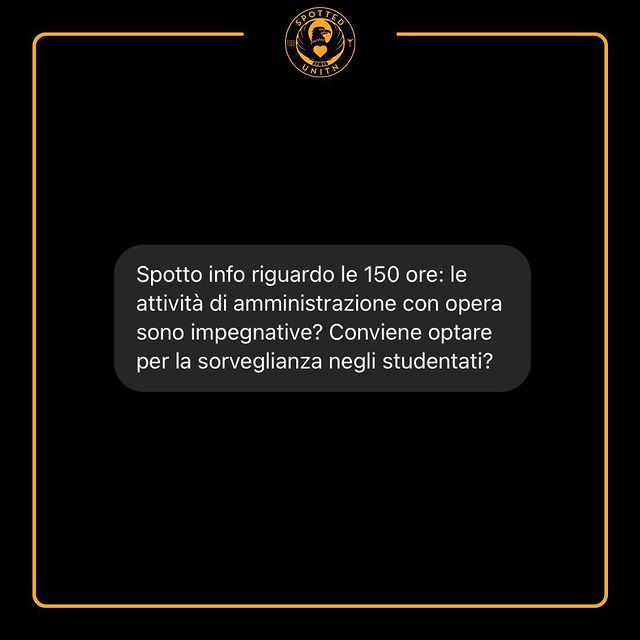 SPOTTED
UNITN
Spotto info riguardo le 150 ore: le
attività di amministrazione con opera
sono impegnative? Conviene optare
per la sorveglianza negli studentati?